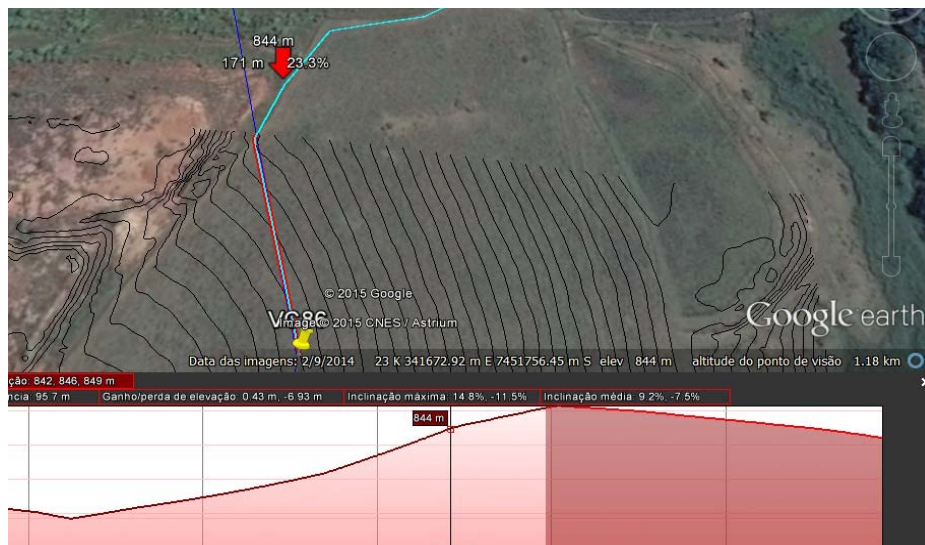 844 m
171 m 23.3%
© 2015 Google
VG86
Image © 2015 CNES / Astrium
Google earth
Data das imagens: 2/9/2014 23 K 341672.92 m E 7451756.45 m S elev 844 m altitude do ponto de visão 1.18 km
ção: 842, 846, 849 m
ncia: 95.7 m Ganho/perda de elevação: 0.43 m, -6.93 m Inclinação máxima: 14.8%, -11.5% Inclinação média: 9.2%, -7.5%
844 m